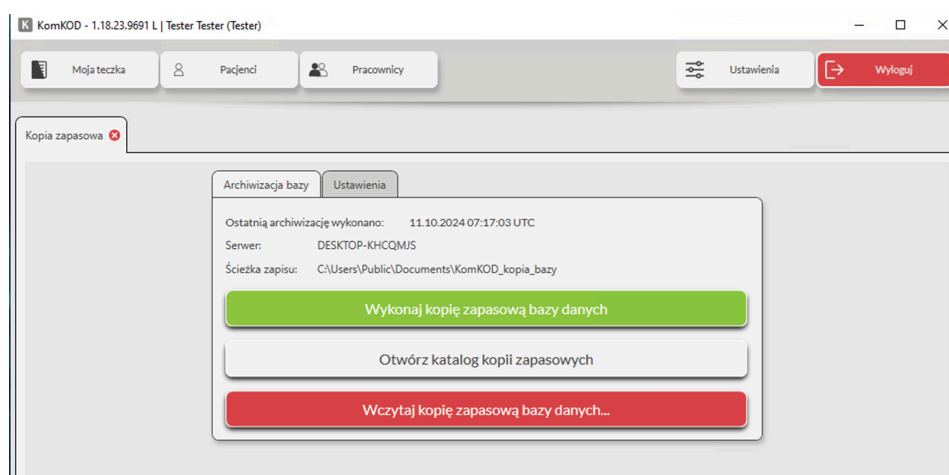 K KomKOD - 1.18.23.9691 L | Tester Tester (Tester)
Moja teczka Pacjenci Pracownicy Ustawienia Wyloguj
Kopia zapasowa
Archiwizacja bazy Ustawienia
Ostatnią archiwizację wykonano: 11.10.2024 07:17:03 UTC
Serwer: DESKTOP-KHCQMJS
Ścieżka zapisu: C:\Users\Public\Documents\KomKOD_kopia_bazy
Wykonaj kopię zapasową bazy danych
Otwórz katalog kopii zapasowych
Wczytaj kopię zapasową bazy danych...